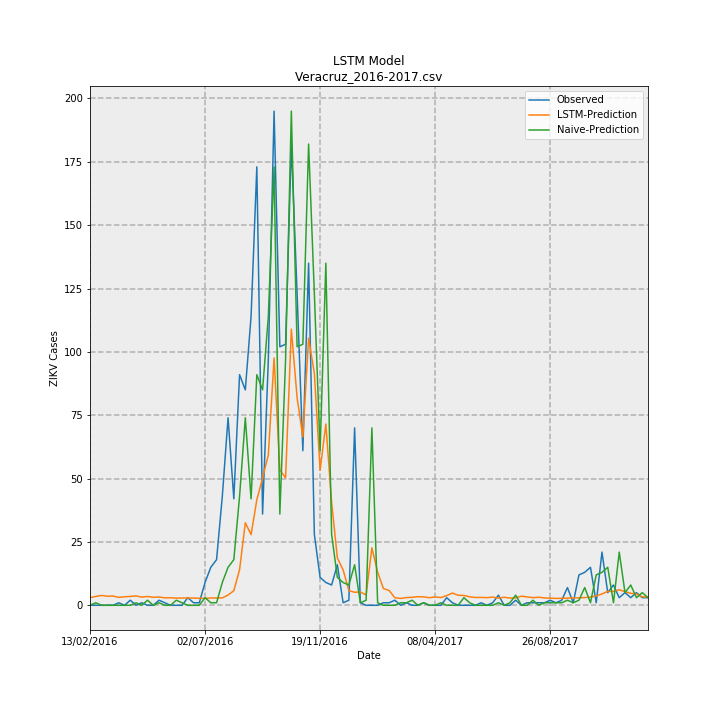 LSTM Model
Veracruz_2016-2017.csv
Observed
LSTM-Prediction
Naive-Prediction
ZIKV Cases
200
175
150
125
100
75
50
25
0
13/02/2016
02/07/2016
19/11/2016
08/04/2017
26/08/2017
Date